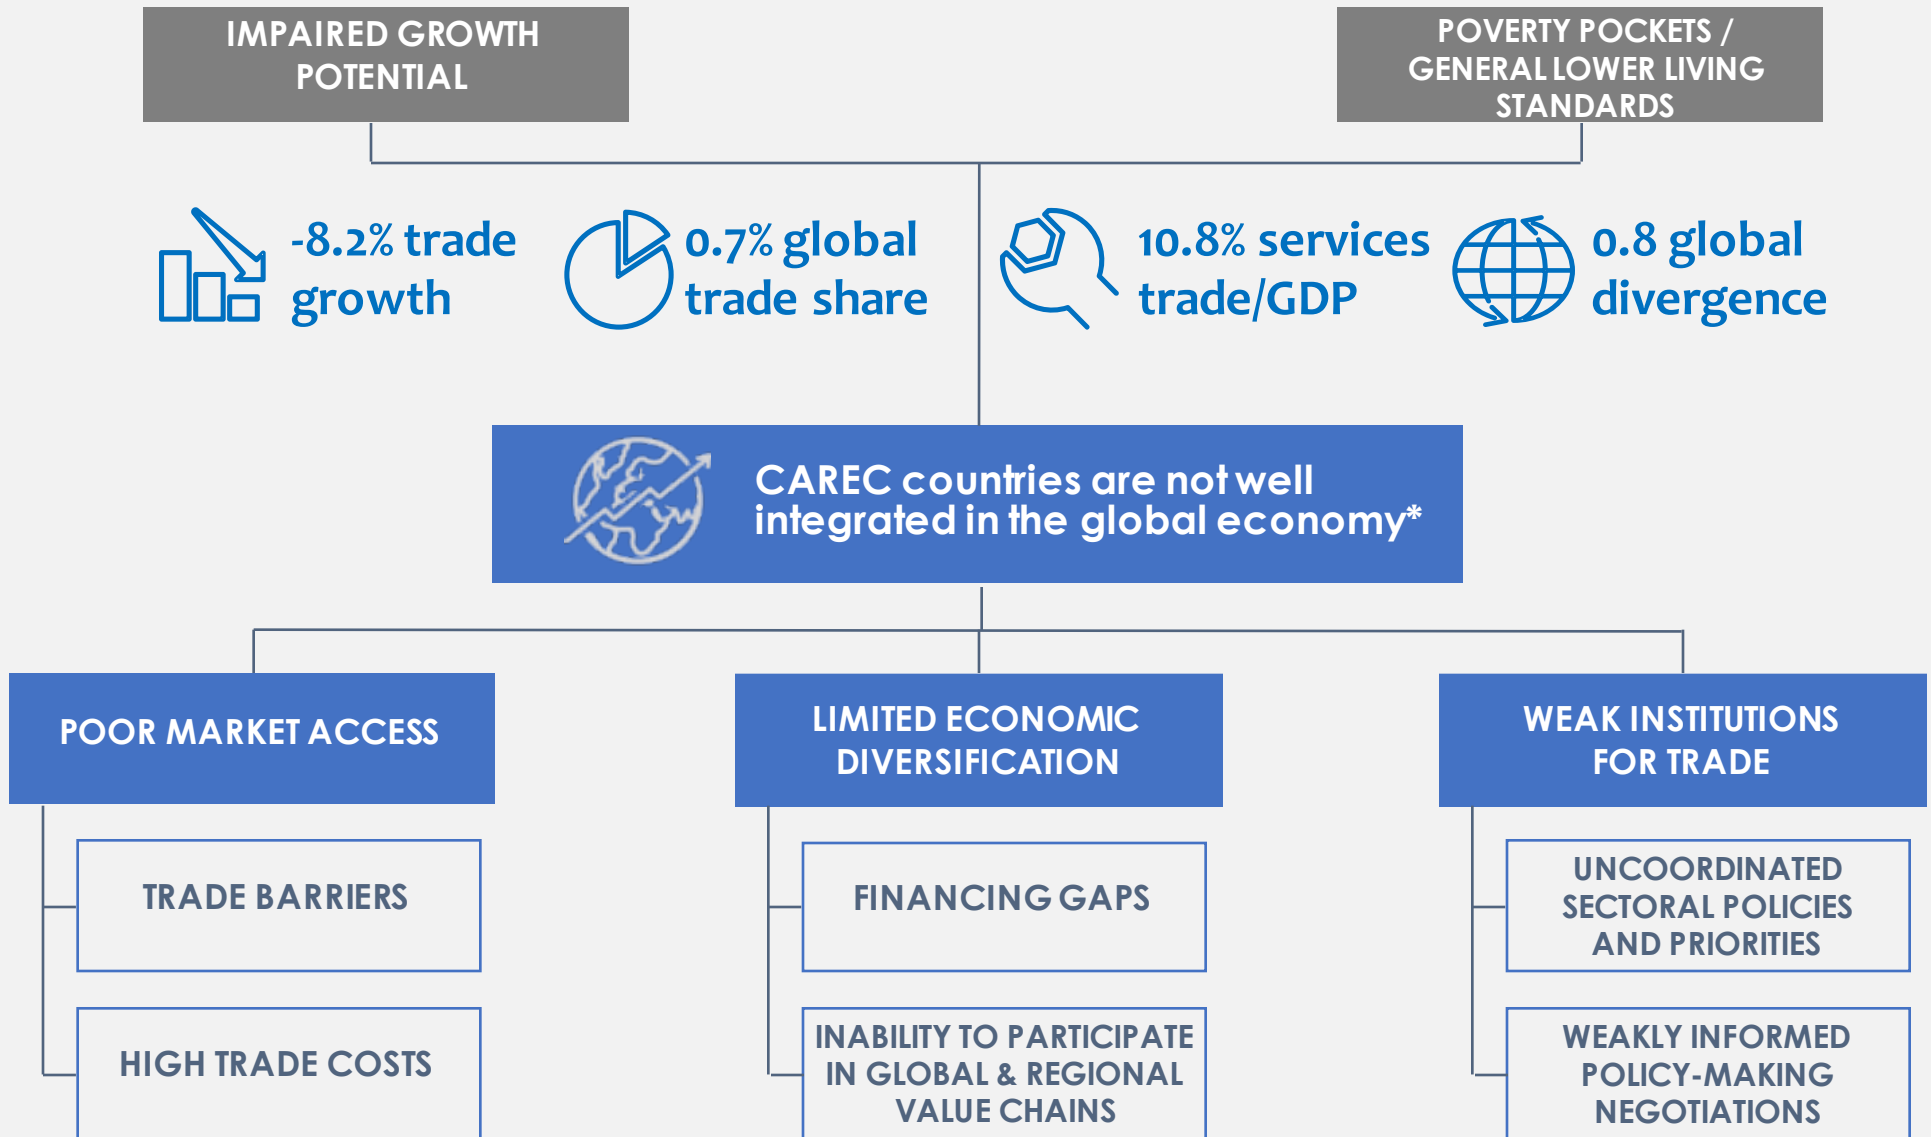 IMPAIRED GROWTH
POTENTIAL
POVERTY POCKETS /
GENERAL LOWER LIVING
STANDARDS
-8.2% trade
growth
0.7% global
trade share
10.8% services
trade/GDP
0.8 global
divergence
CAREC countries are not well
integrated in the global economy*
POOR MARKET ACCESS
LIMITED ECONOMIC
DIVERSIFICATION
WEAK INSTITUTIONS
FOR TRADE
TRADE BARRIERS
FINANCING GAPS
UNCOORDINATED
SECTORAL POLICIES
AND PRIORITIES
HIGH TRADE COSTS
INABILITY TO PARTICIPATE
IN GLOBAL & REGIONAL
VALUE CHAINS
WEAKLY INFORMED
POLICY-MAKING
NEGOTIATIONS